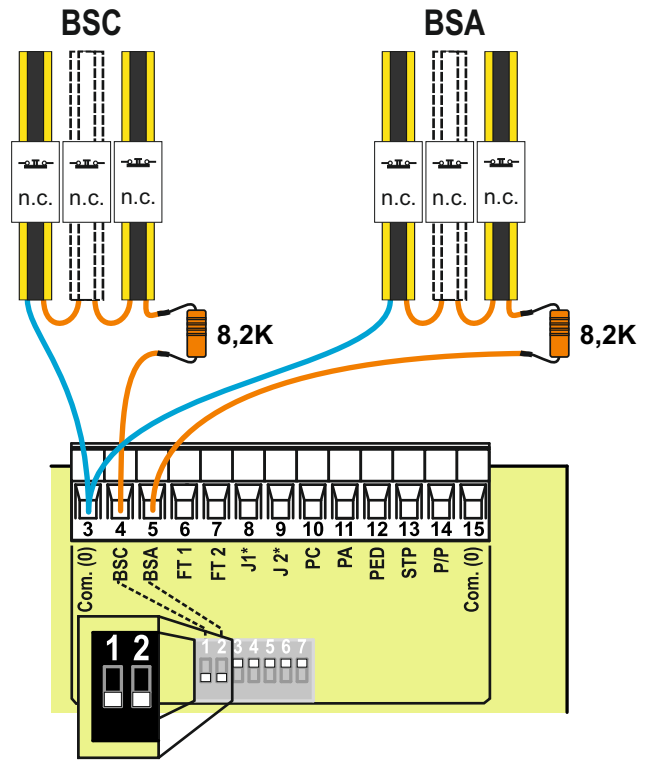 BSC BSA
n.c. n.c. n.c. n.c. n.c. n.c.
8,2K 8,2K
3 4 5 6 7 8 9 10 11 12 13 14 15
Com. (0) BSC BSA FT 1 FT 2 J1* J 2* PC PA PED STP P/P Com. (0)
1 2 3 4 5 6 7
1 2